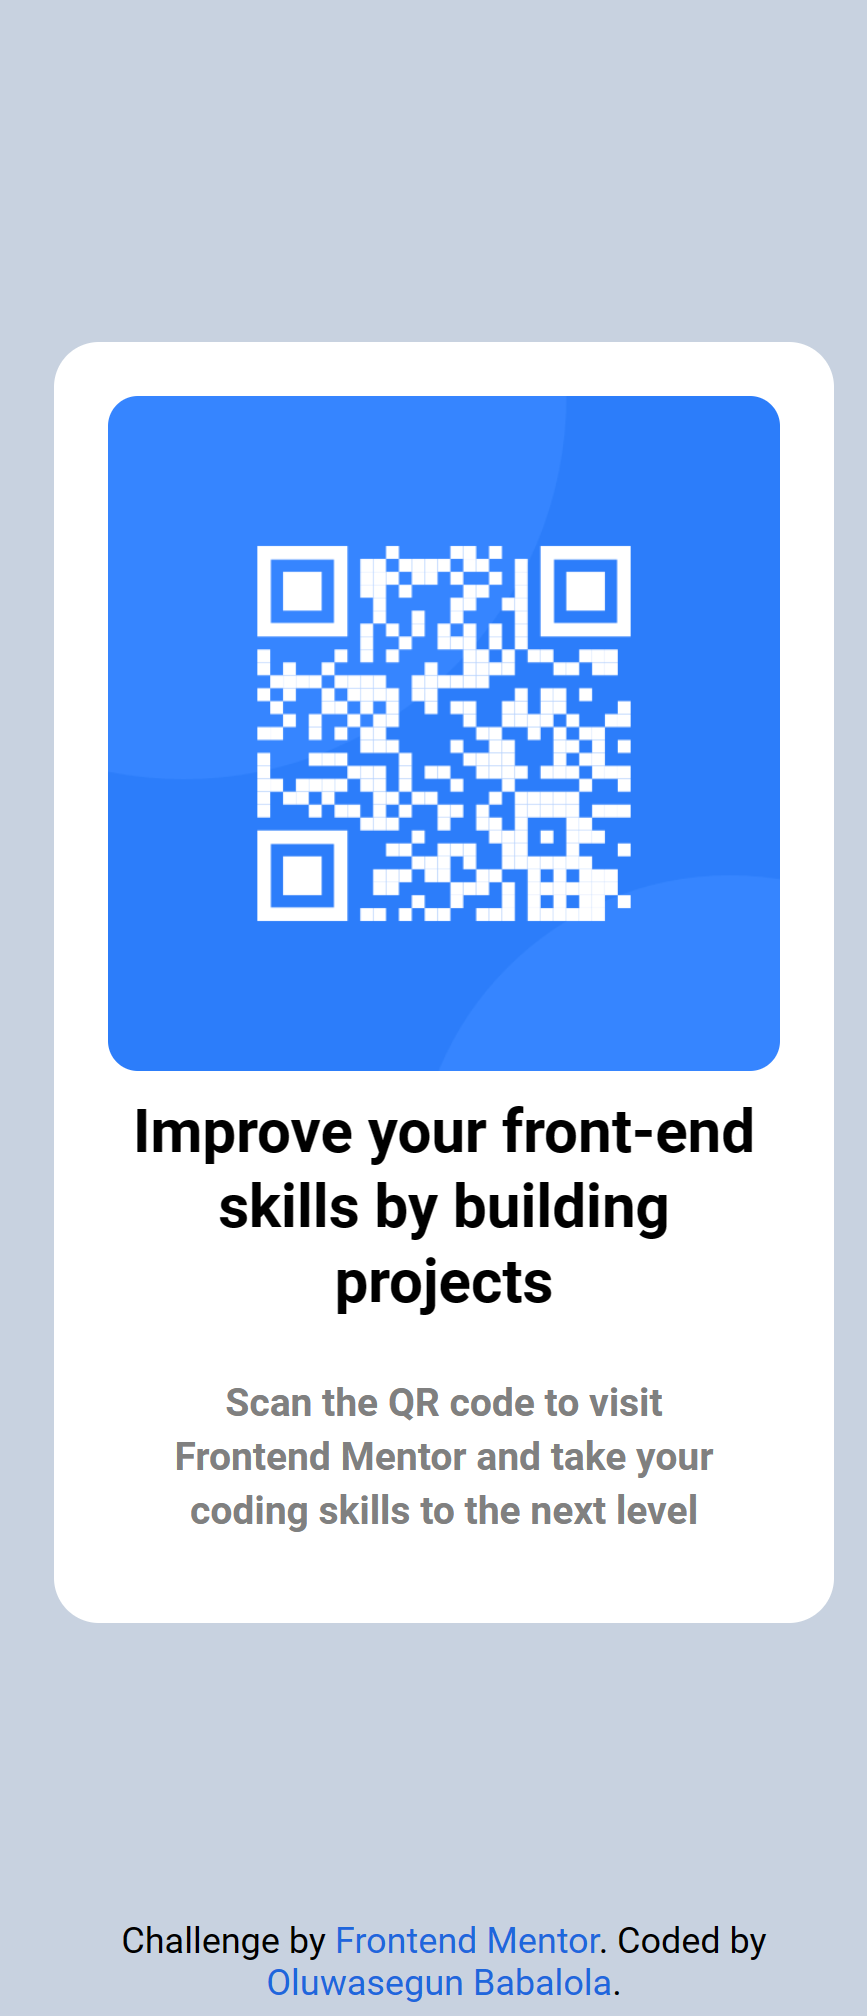 Improve your front-end
skills by building
projects
Scan the QR code to visit
Frontend Mentor and take your
coding skills to the next level
Challenge by Frontend Mentor. Coded by
Oluwasegun Babalola.